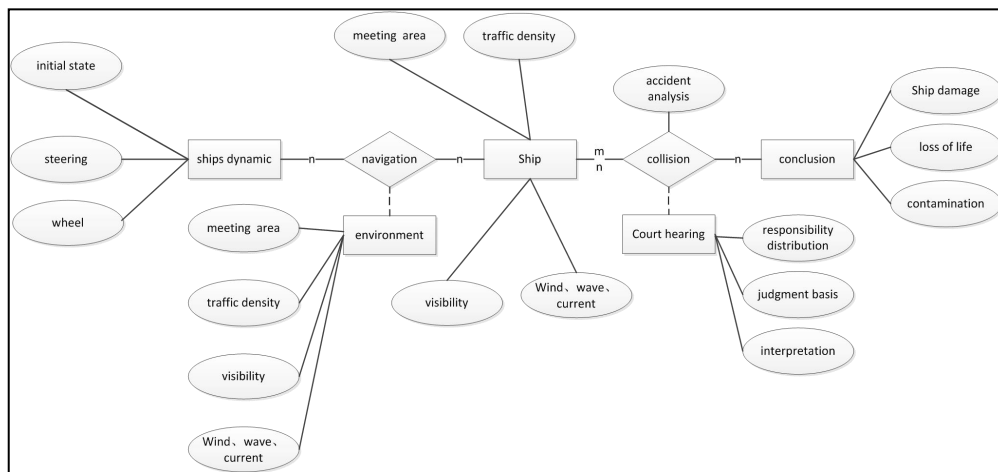 meeting area
traffic density
initial state
accident
analysis
Ship damage
steering
ships dynamic
n
navigation
n
Ship
m
n
collision
n
conclusion
loss of life
wheel
contamination
meeting area
environment
Court hearing
responsibility
distribution
traffic density
visibility
Wind、wave、
current
judgment basis
interpretation
visibility
Wind、wave、
current